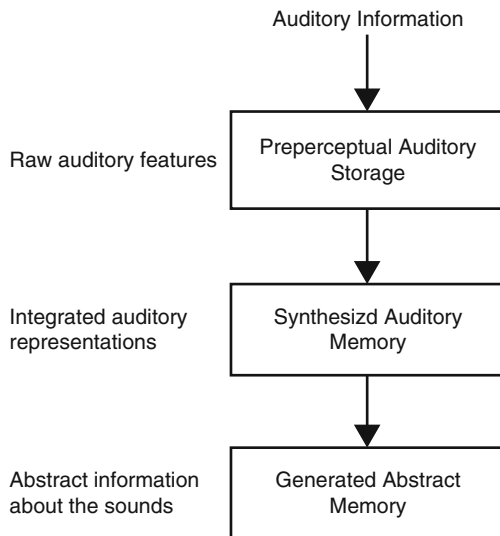 Auditory Information
Raw auditory features
Preperceptual Auditory
Storage
Integrated auditory
representations
Synthesizd Auditory
Memory
Abstract information
about the sounds
Generated Abstract
Memory